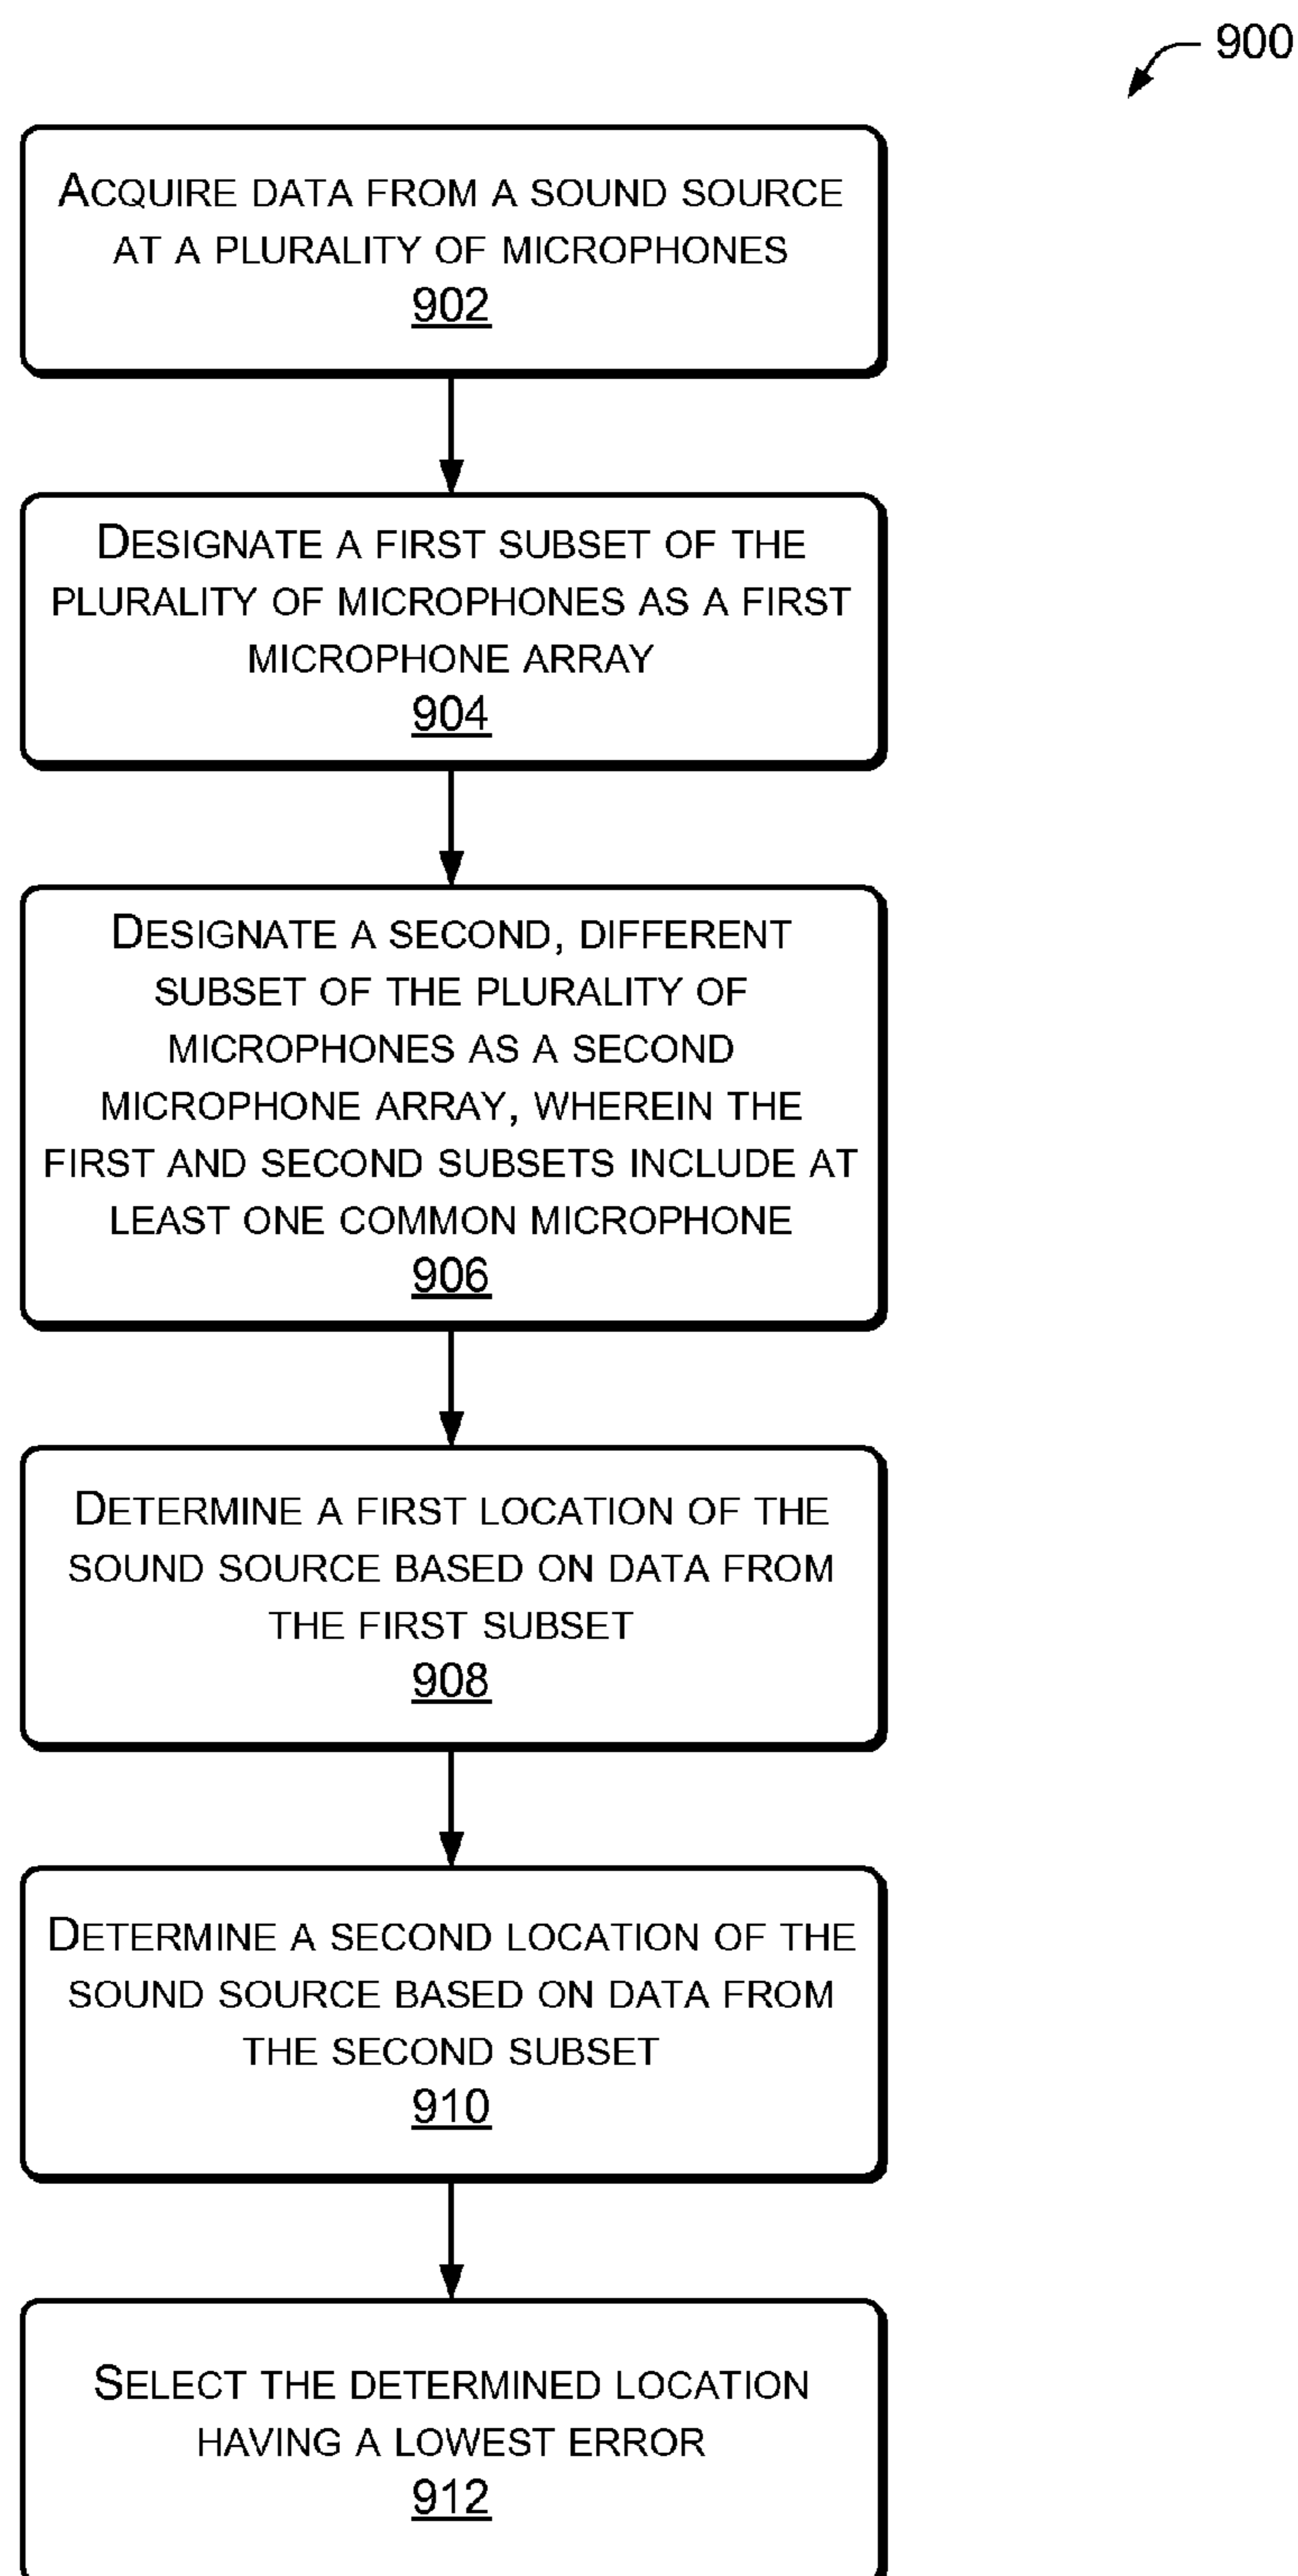 900
ACQUIRE DATA FROM A SOUND SOURCE
AT A PLURALITY OF MICROPHONES
902
DESIGNATE A FIRST SUBSET OF THE
PLURALITY OF MICROPHONES AS A FIRST
MICROPHONE ARRAY
904
DESIGNATE A SECOND, DIFFERENT
SUBSET OF THE PLURALITY OF
MICROPHONES AS A SECOND
MICROPHONE ARRAY, WHEREIN THE
FIRST AND SECOND SUBSETS INCLUDE AT
LEAST ONE COMMON MICROPHONE
906
DETERMINE A FIRST LOCATION OF THE
SOUND SOURCE BASED ON DATA FROM
THE FIRST SUBSET
908
DETERMINE A SECOND LOCATION OF THE
SOUND SOURCE BASED ON DATA FROM
THE SECOND SUBSET
910
SELECT THE DETERMINED LOCATION
HAVING A LOWEST ERROR
912